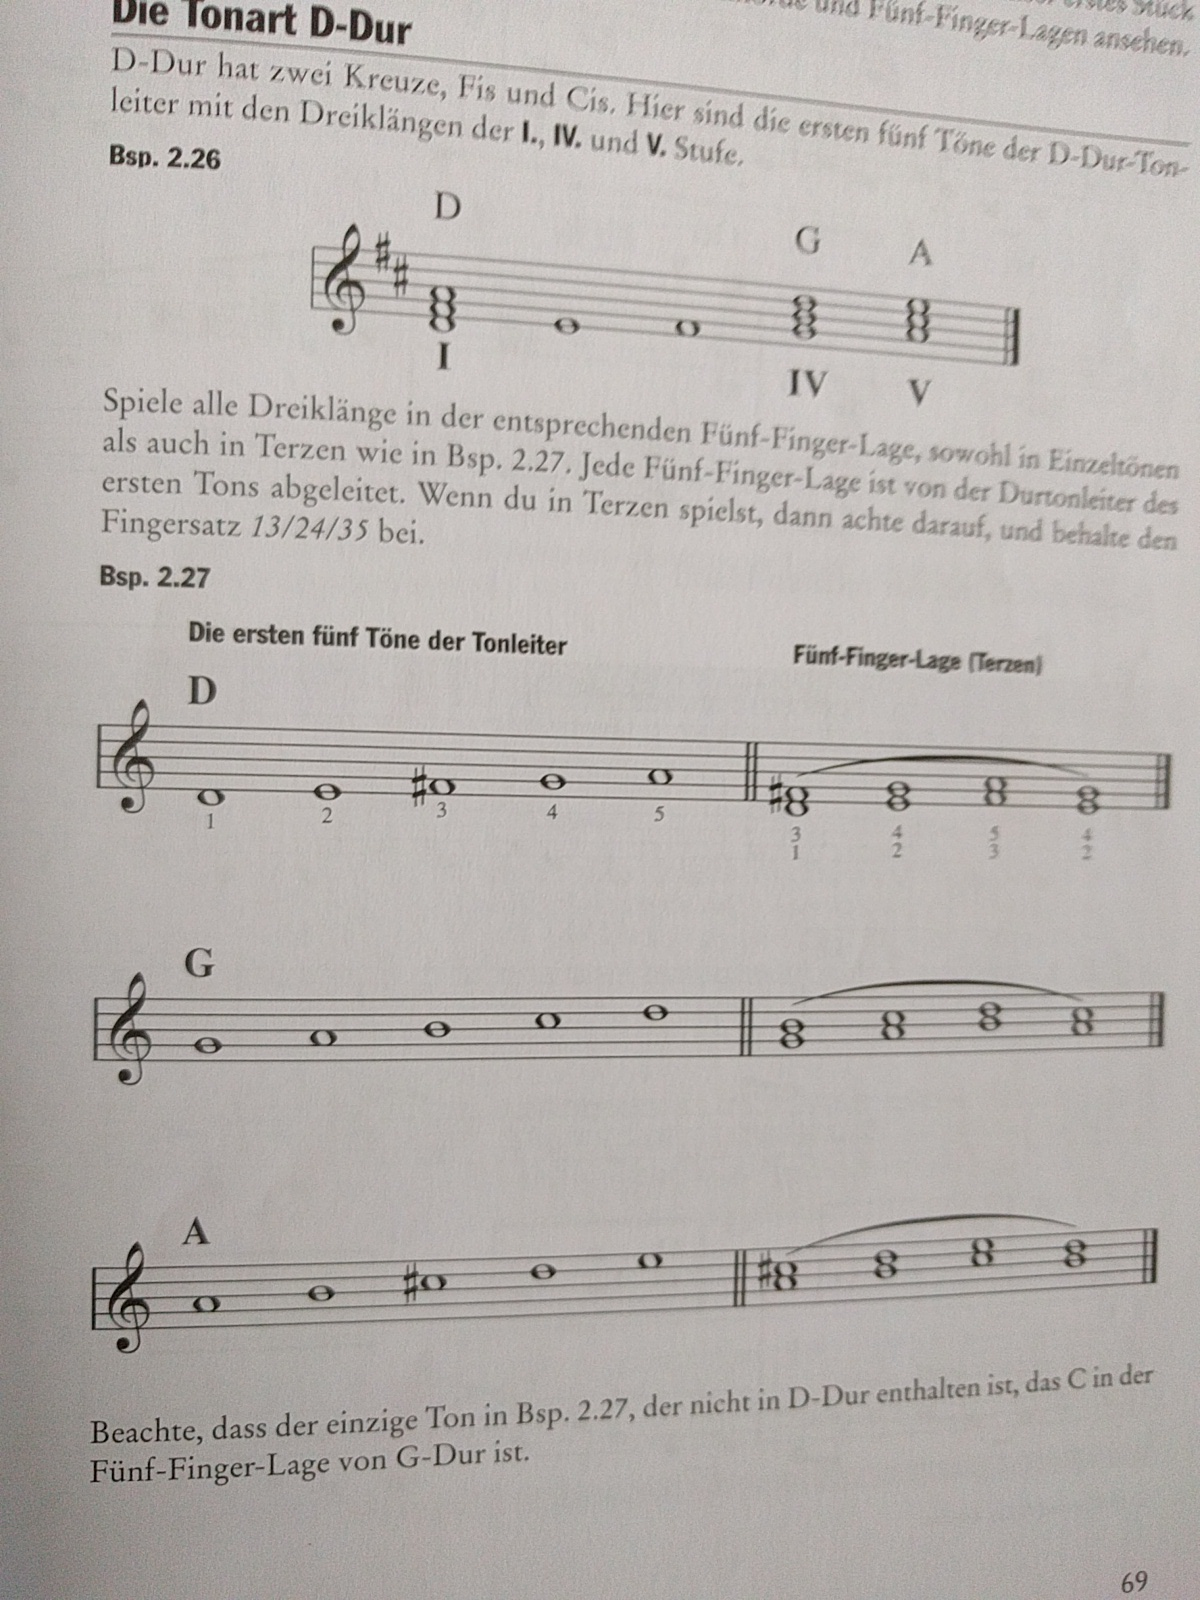 erstes Stück
und Fünf-Finger-Lagen ansehen.
Die Tonart D-Dur
D-Dur hat zwei Kreuze, Fis und Cis. Hier sind die ersten fünf Töne der D-Dur-Ton-
leiter mit den Dreiklängen der I., IV. und V. Stufe.
Bsp. 2.26
D G A
I IV V
Spiele alle Dreiklänge in der entsprechenden Fünf-Finger-Lage, sowohl in Einzeltönen
als auch in Terzen wie in Bsp. 2.27. Jede Fünf-Finger-Lage ist von der Durtonleiter des
ersten Tons abgeleitet. Wenn du in Terzen spielst, dann achte darauf, und behalte den
Fingersatz 13/24/35 bei.
Bsp. 2.27
Die ersten fünf Töne der Tonleiter Fünf-Finger-Lage (Terzen)
D
1 2 3 4 5 3 4 5 4
1 2 3 2
G
A
Beachte, dass der einzige Ton in Bsp. 2.27, der nicht in D-Dur enthalten ist, das C in der
Fünf-Finger-Lage von G-Dur ist.
69